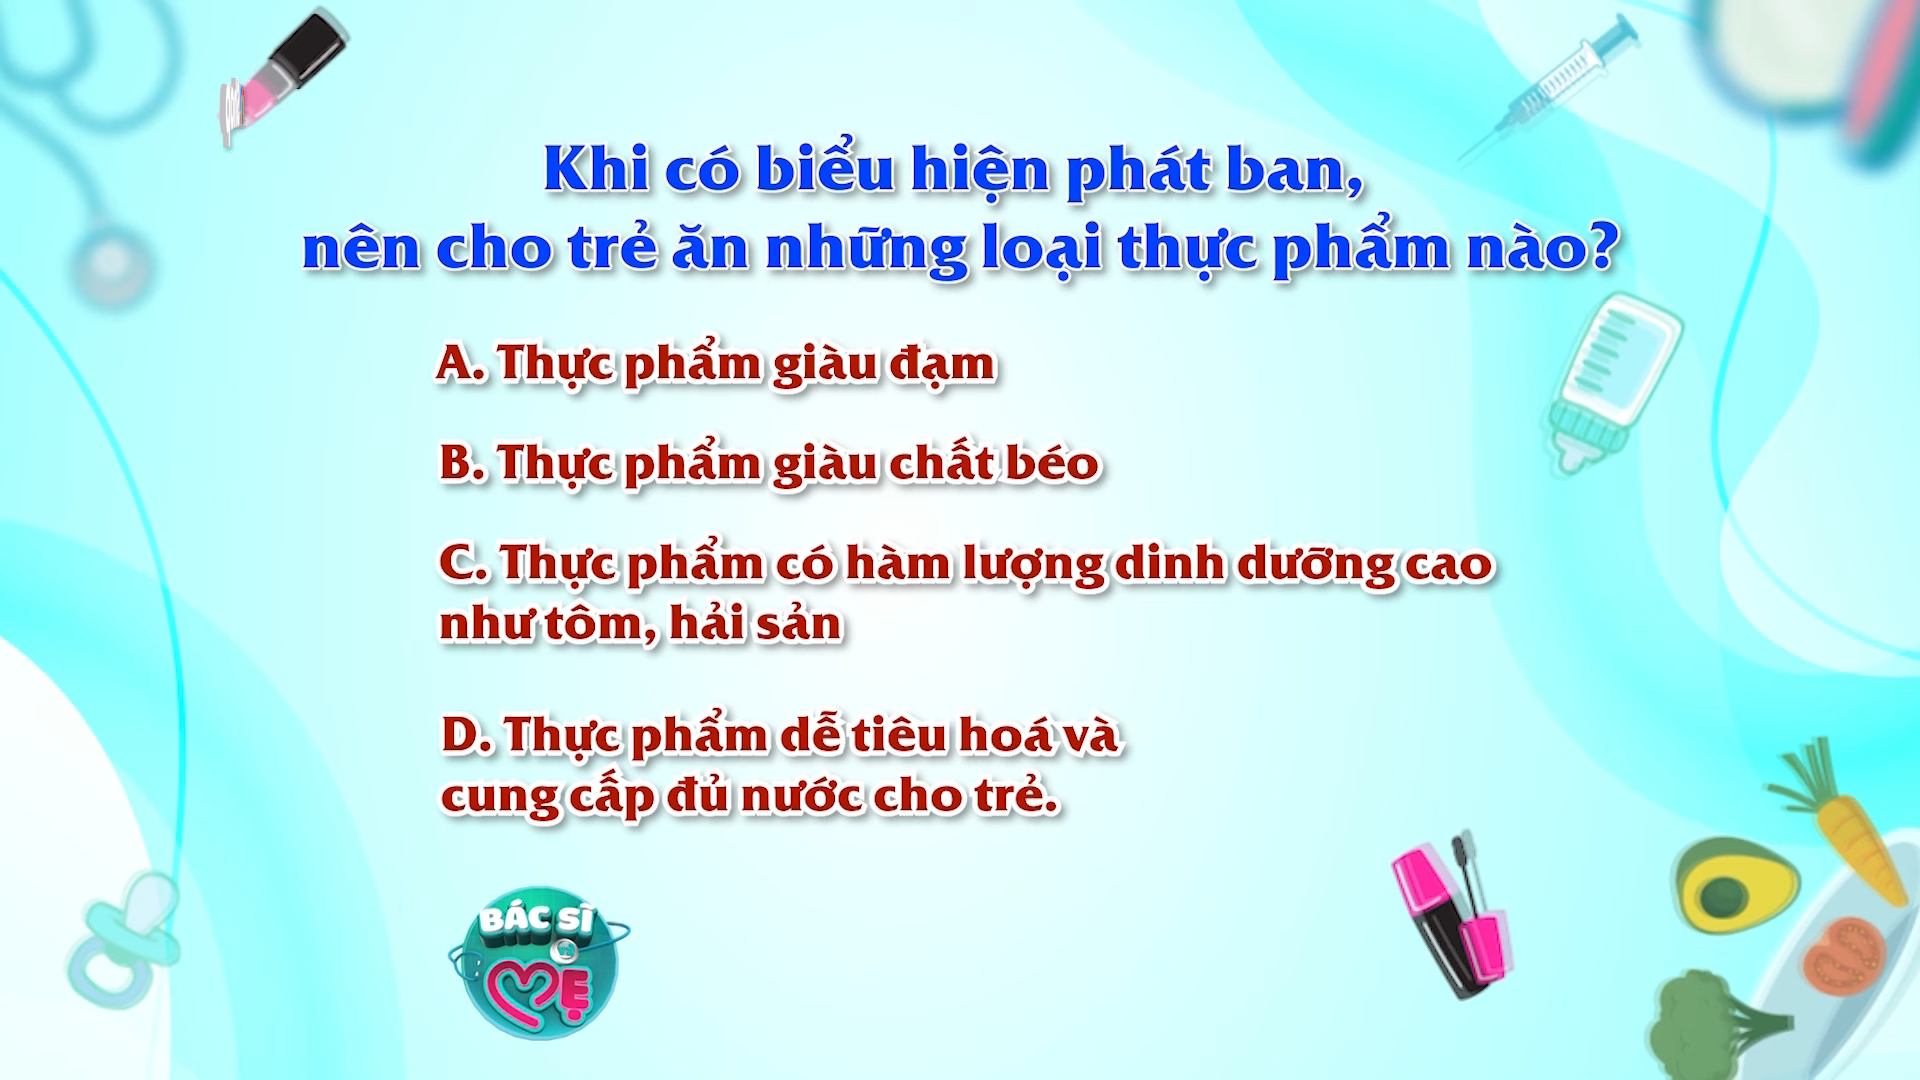 Khi có biểu hiện phát ban,
nên cho trẻ ăn những loại thực phẩm nào?
A. Thực phẩm giàu đạm
B. Thực phẩm giàu chất béo
C. Thực phẩm có hàm lượng dinh dưỡng cao
như tôm, hải sản
D. Thực phẩm dễ tiêu hoá và
cung cấp đủ nước cho trẻ.
BÁC SĨ
và
MẸ